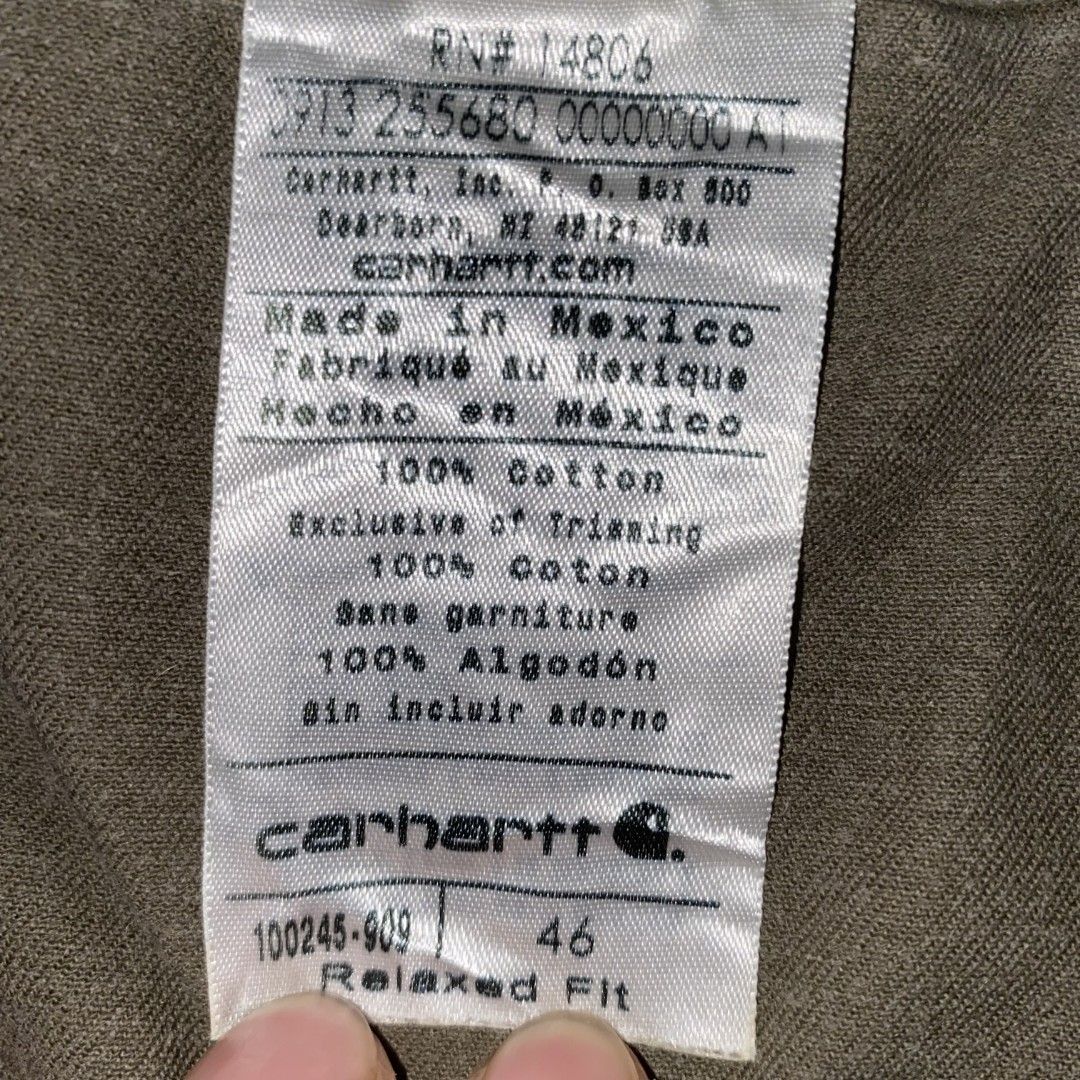 RN# 14806
0913 255680 00000000 AT
Carhartt, Inc. P. O. Box 600
Dearborn, MI 48121 USA
carhartt.com
Made in Mexico
Fabriqué au Mexique
Hecho en México
100% Cotton
Exclusive of Trimming
100% Coton
Sans garniture
100% Algodón
Sin incluir adorno
carhartt
100245-909 46
Relaxed Fit